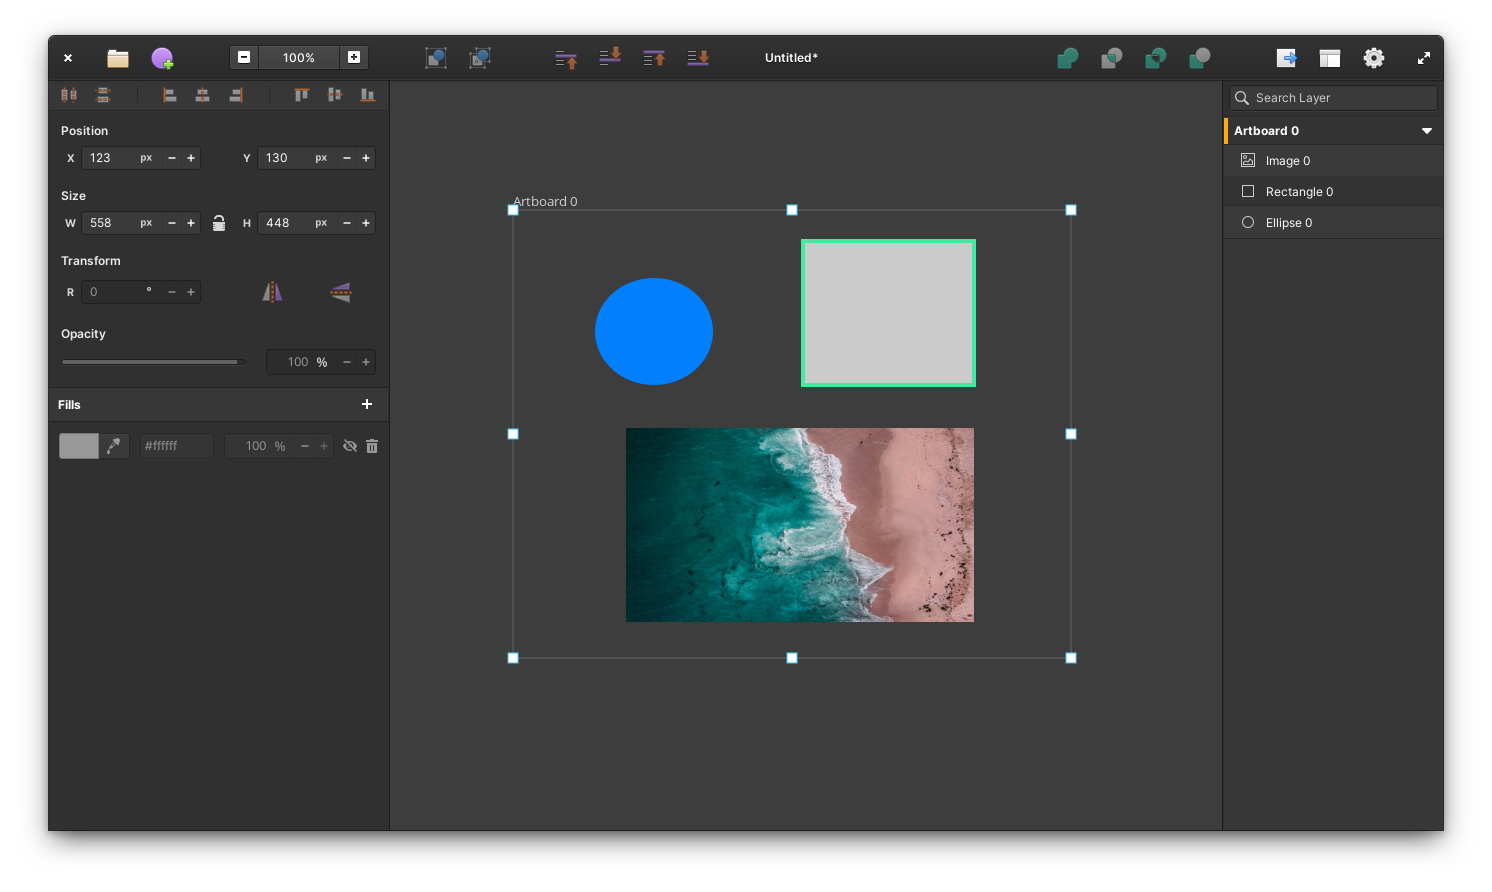 100%
Untitled*
Search Layer
Position
X 123 px Y 130 px
Size
W 558 px H 448 px
Transform
R 0 °
Opacity
100 %
Fills
#ffffff 100 %
Artboard 0
Artboard 0
Image 0
Rectangle 0
Ellipse 0